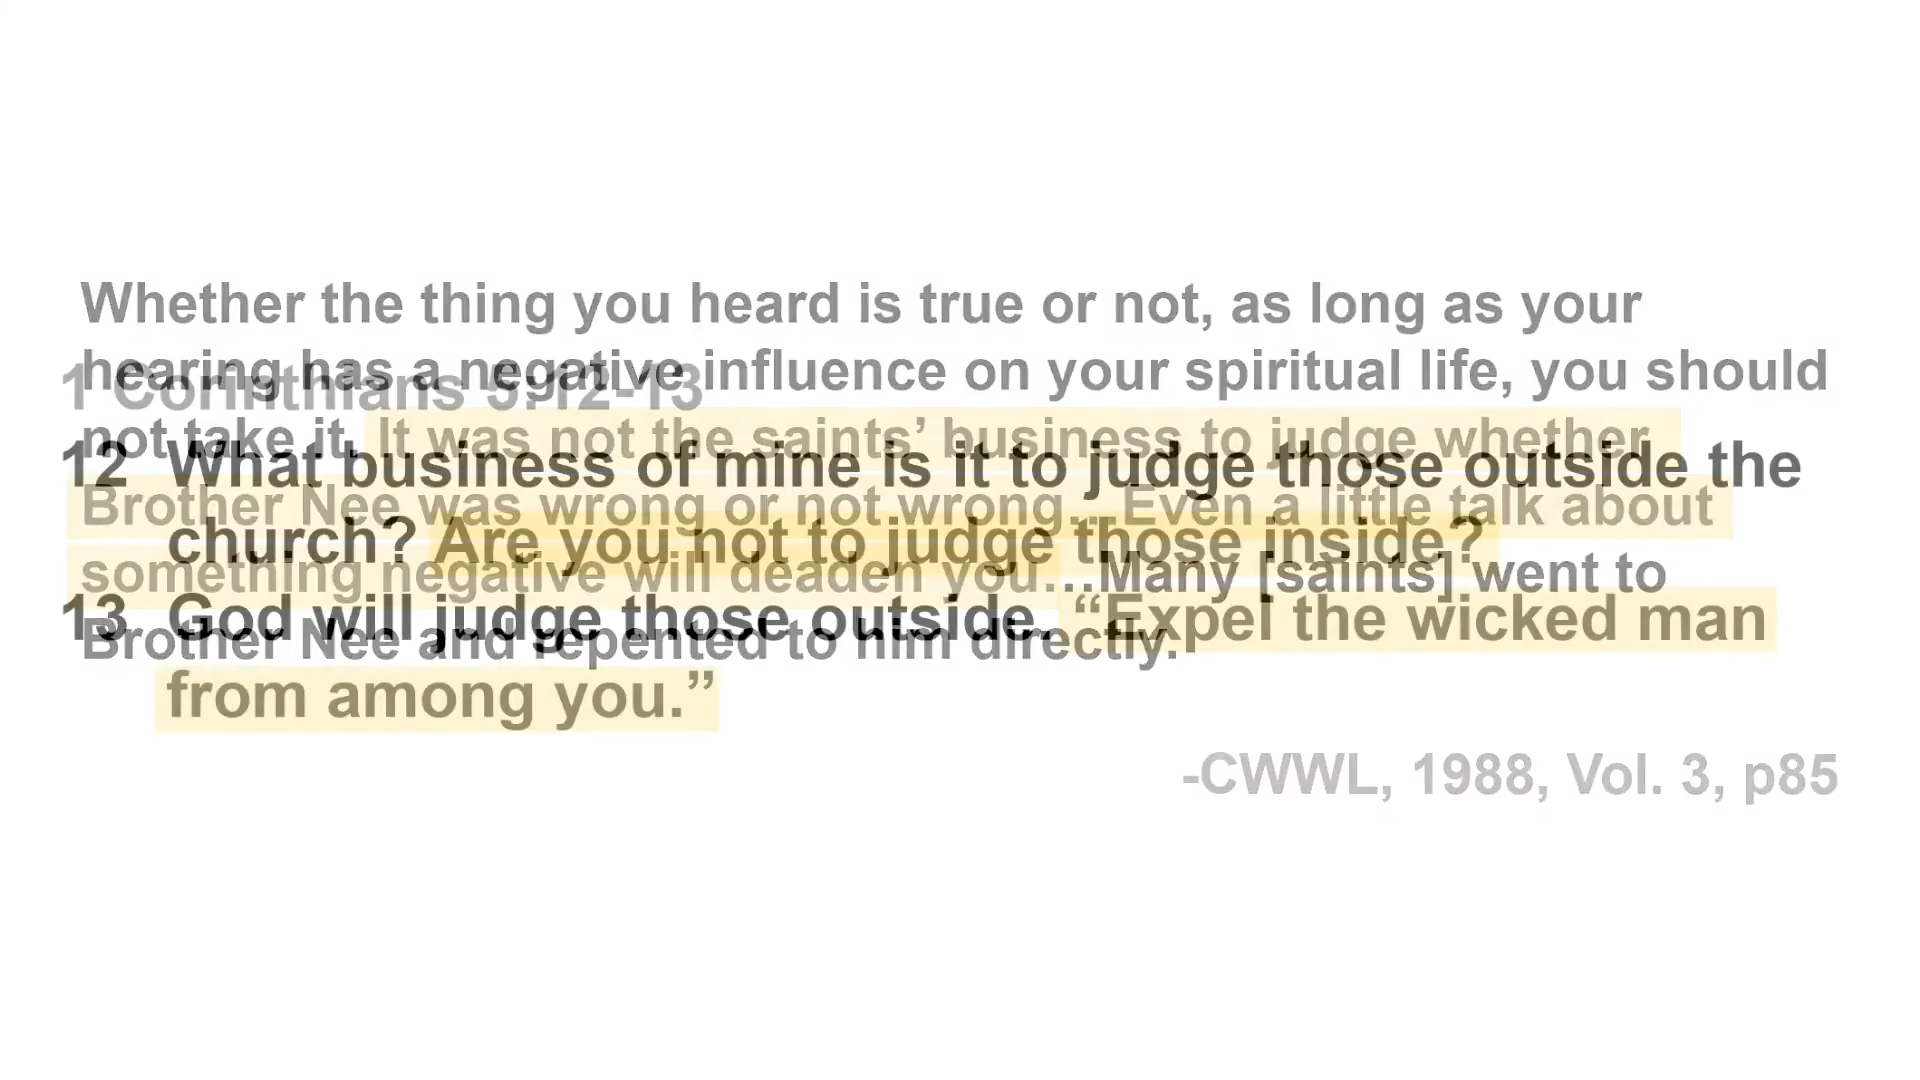 Whether the thing you heard is true or not, as long as your
hearing has a negative influence on your spiritual life, you should
not take it. It was not the saints’ business to judge whether
Brother Nee was wrong or not wrong...Even a little talk about
something negative will deaden you...Many [saints] went to
Brother Nee and repented to him directly.
-CWWL, 1988, Vol. 3, p85
1 Corinthians 5:12-13
12 What business of mine is it to judge those outside the
church? Are you not to judge those inside?
13 God will judge those outside. “Expel the wicked man
from among you.”